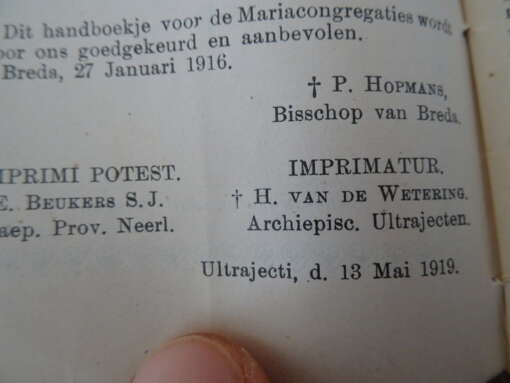 Dit handboekje voor de Mariacongregaties wordt
oor ons goedgekeurd en aanbevolen.
Breda, 27 Januari 1916.
† P. Hopmans,
Bisschop van Breda.
IPRIMI POTEST.
E. Beukers S. J.
aep. Prov. Neerl.
IMPRIMATUR.
† H. van de Wetering.
Archiepisc. Ultrajecten.
Ultrajecti, d. 13 Mai 1919.